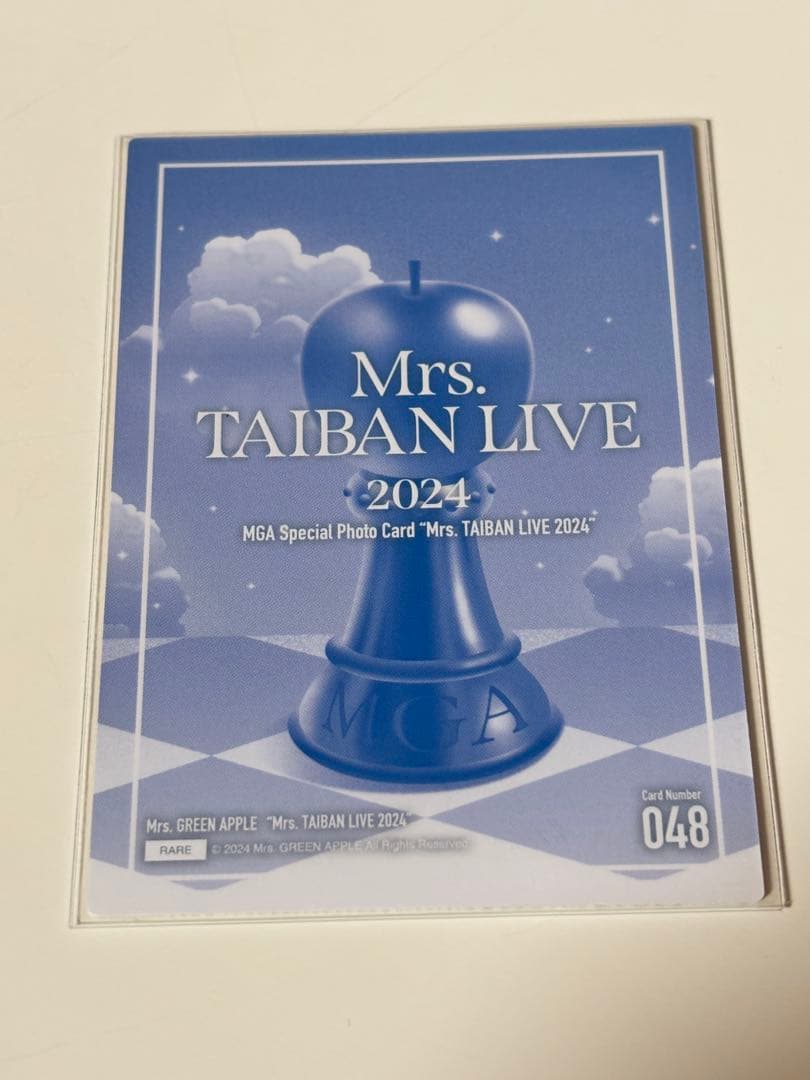 Mrs.
TAIBAN LIVE
2024
MGA Special Photo Card "Mrs. TAIBAN LIVE 2024"
MGA
Mrs. GREEN APPLE "Mrs. TAIBAN LIVE 2024"
RARE © 2024 Mrs. GREEN APPLE All Rights Reserved
Card Number
048